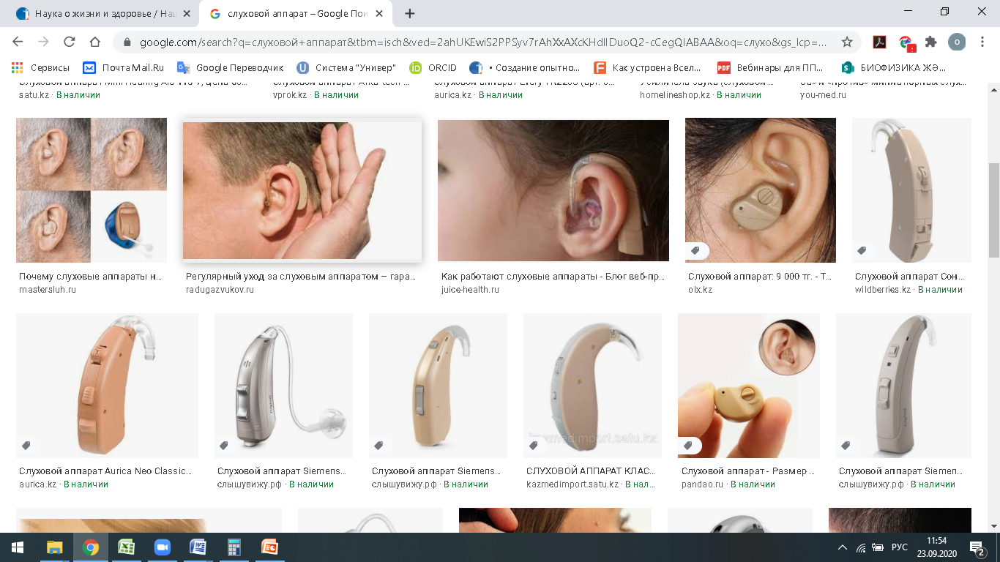 Наука о жизни и здоровье / Наш
слуховой аппарат – Google Пои
google.com/search?q=слуховой+аппарат&tbm=isch&ved=2ahUKEwiS2PPSyv7rAhXxAXcKHdlIDuoQ2-cCegQIABAA&oq=слухо&gs_lcp=...
о
Сервисы
Почта Mail.Ru
Google Переводчик
Система "Универ"
ORCID
• Создание опытно...
Как устроена Всел...
Вебинары для ПП...
БИОФИЗИКА ЖӘ...
satu.kz · В наличии
vprok.kz · В наличии
aurica.kz · В наличии
homelineshop.kz · В наличии
you-med.ru
Почему слуховые аппараты н...
mastersluh.ru
Регулярный уход за слуховым аппаратом – гара...
radugazvukov.ru
Как работают слуховые аппараты - Блог веб-пр...
juice-health.ru
Слуховой аппарат: 9 000 тг. - Т...
olx.kz
Слуховой аппарат Сон...
wildberries.kz · В наличии
Слуховой аппарат Aurica Neo Classic...
aurica.kz · В наличии
Слуховой аппарат Siemens...
слышувижу.рф · В наличии
Слуховой аппарат Siemens...
слышувижу.рф · В наличии
СЛУХОВОЙ АППАРАТ КЛАС...
kazmedimport.satu.kz · В нал...
Слуховой аппарат - Размер ...
pandao.ru · В наличии
Слуховой аппарат Siemen...
слышувижу.рф · В наличии
РУС
11:54
23.09.2020
2